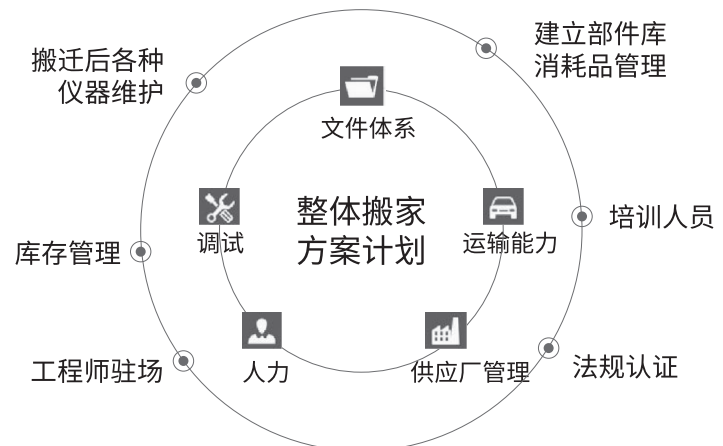 搬迁后各种
仪器维护
建立部件库
消耗品管理
文件体系
调试
整体搬家
方案计划
运输能力
培训人员
库存管理
人力
供应厂管理
工程师驻场
法规认证